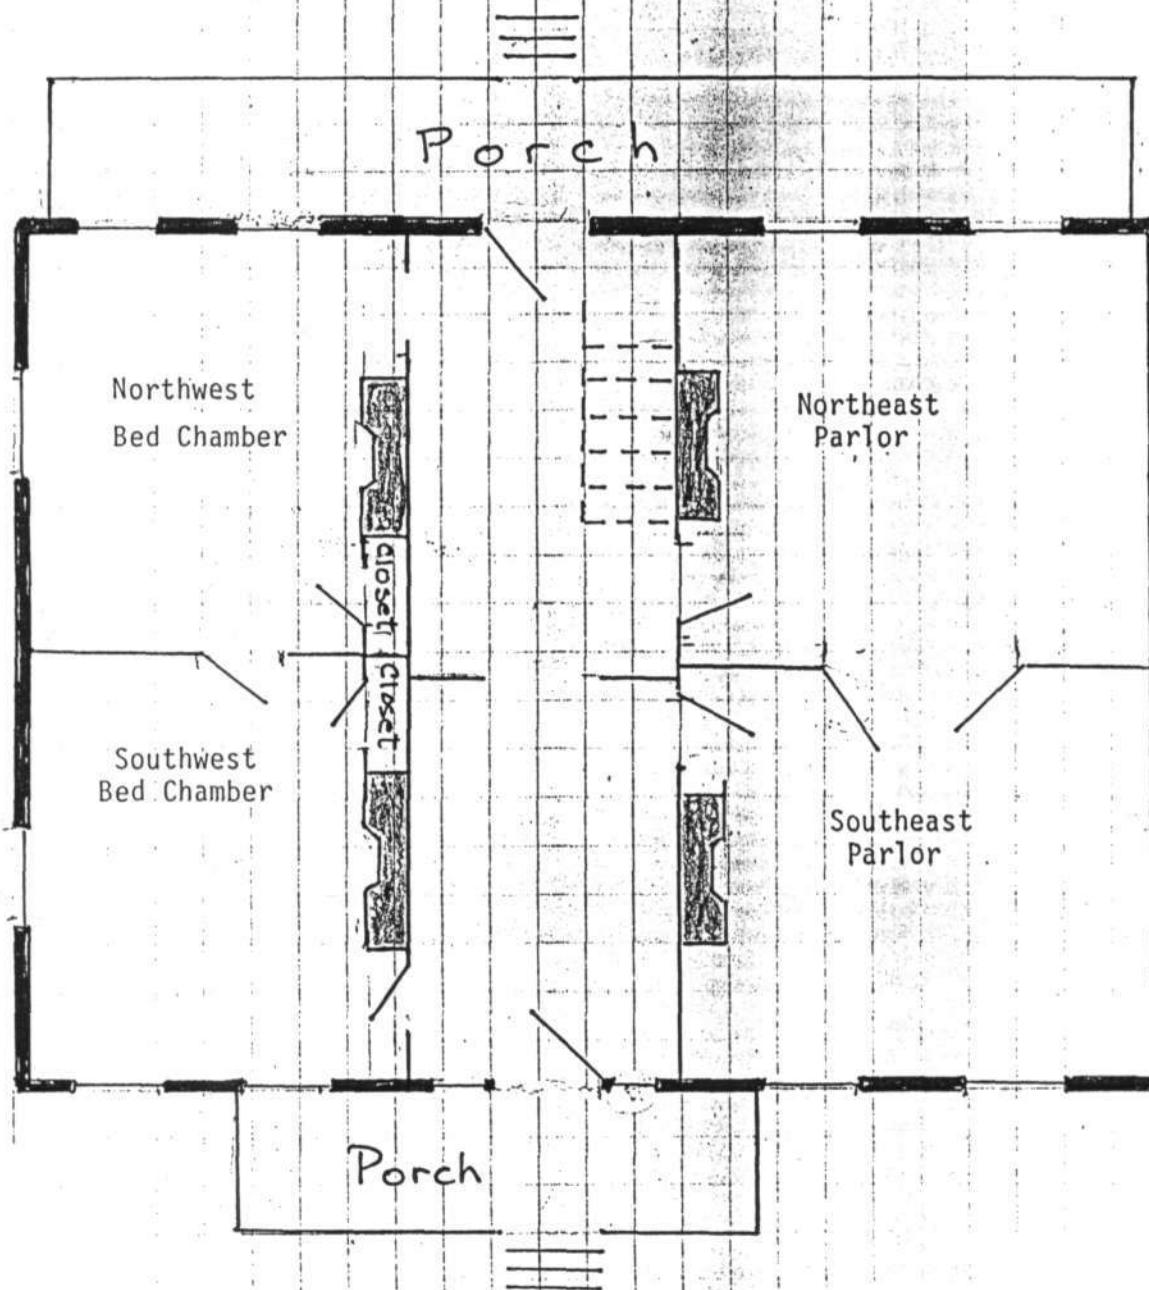 Porch
Northwest
Bed Chamber
Northeast
Parlor
Closet
Closet
Southwest
Bed Chamber
Southeast
Parlor
Porch